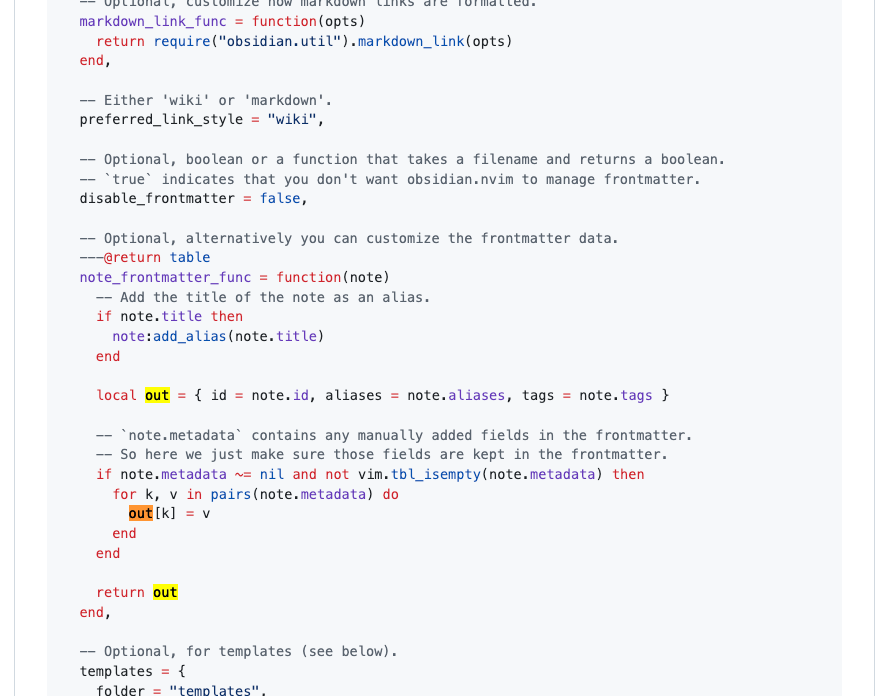 -- Optional, customize how markdown links are formatted.
markdown_link_func = function(opts)
  return require("obsidian.util").markdown_link(opts)
end,

-- Either 'wiki' or 'markdown'.
preferred_link_style = "wiki",

-- Optional, boolean or a function that takes a filename and returns a boolean.
-- `true` indicates that you don't want obsidian.nvim to manage frontmatter.
disable_frontmatter = false,

-- Optional, alternatively you can customize the frontmatter data.
---@return table
note_frontmatter_func = function(note)
  -- Add the title of the note as an alias.
  if note.title then
    note:add_alias(note.title)
  end

  local out = { id = note.id, aliases = note.aliases, tags = note.tags }

  -- `note.metadata` contains any manually added fields in the frontmatter.
  -- So here we just make sure those fields are kept in the frontmatter.
  if note.metadata ~= nil and not vim.tbl_isempty(note.metadata) then
    for k, v in pairs(note.metadata) do
      out[k] = v
    end
  end

  return out
end,

-- Optional, for templates (see below).
templates = {
  folder = "templates",